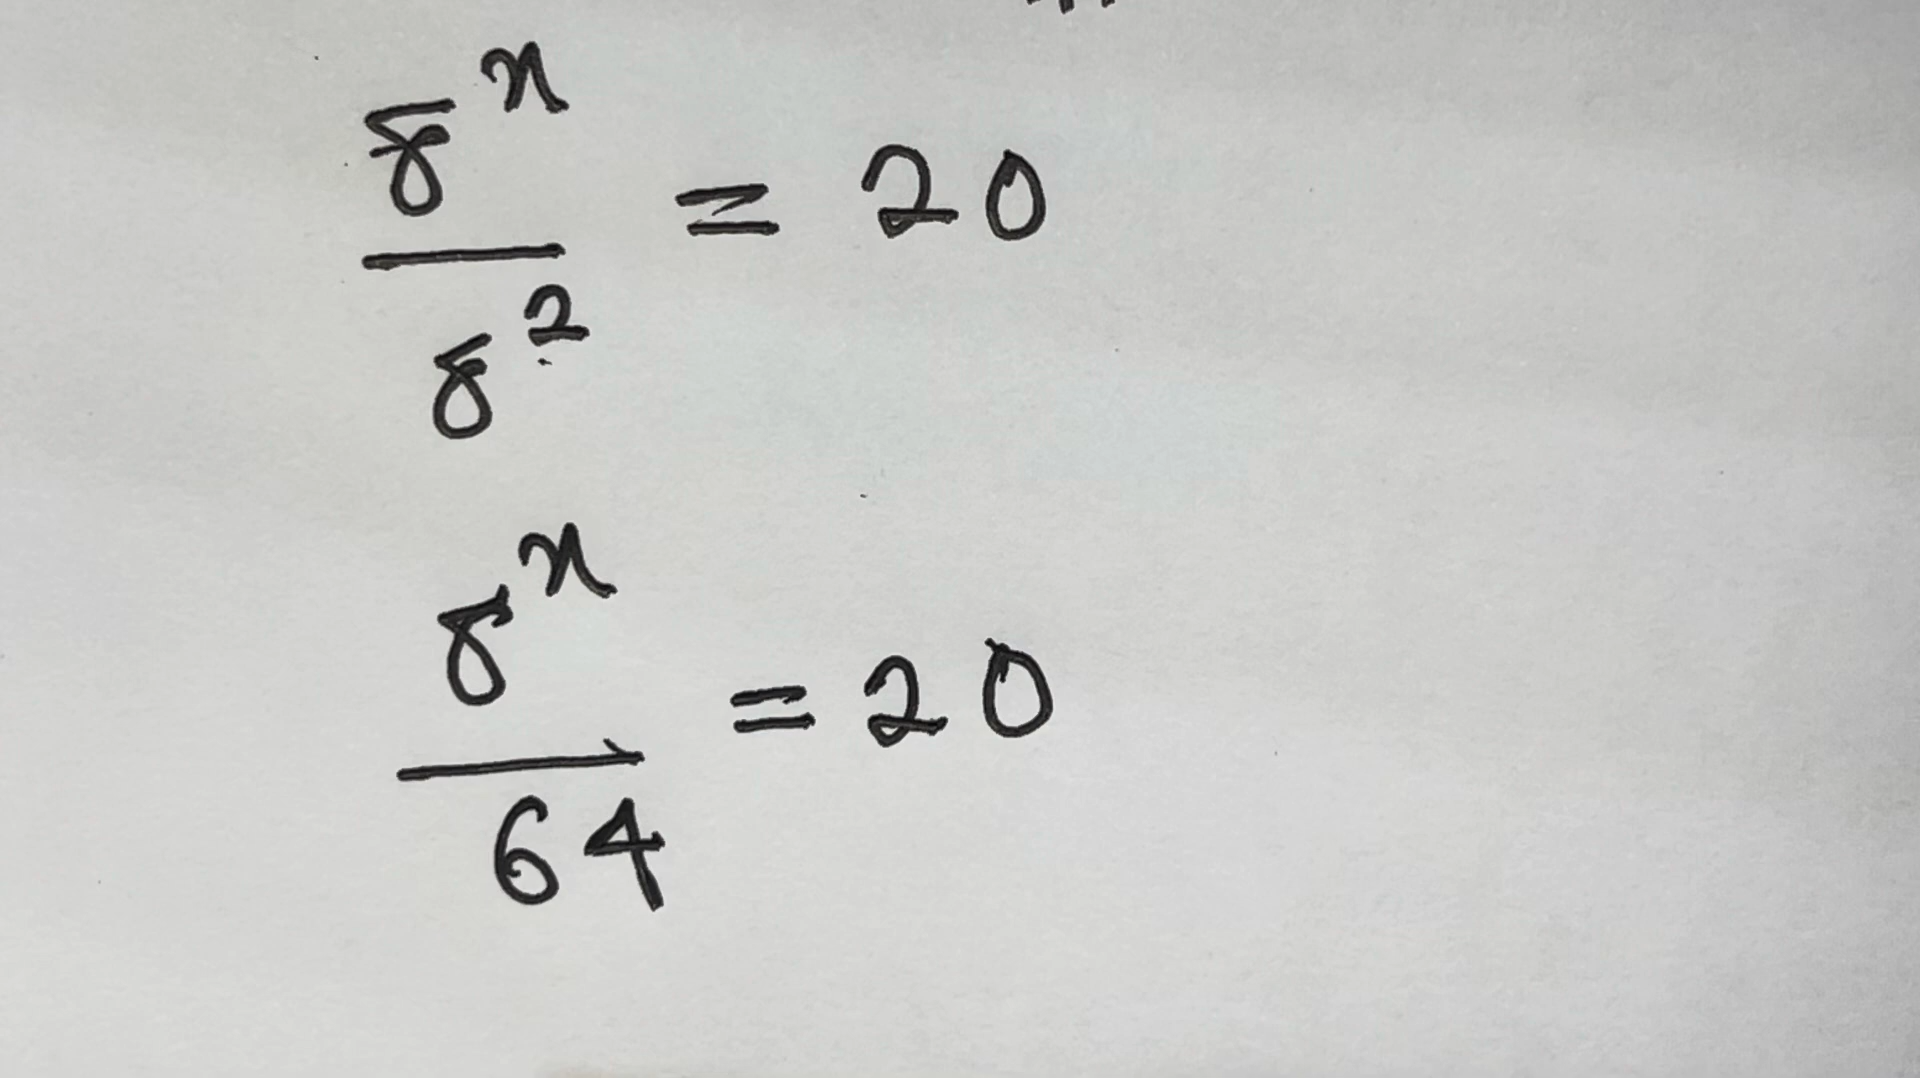 8^x / 8^2 = 20
8^x / 64 = 20